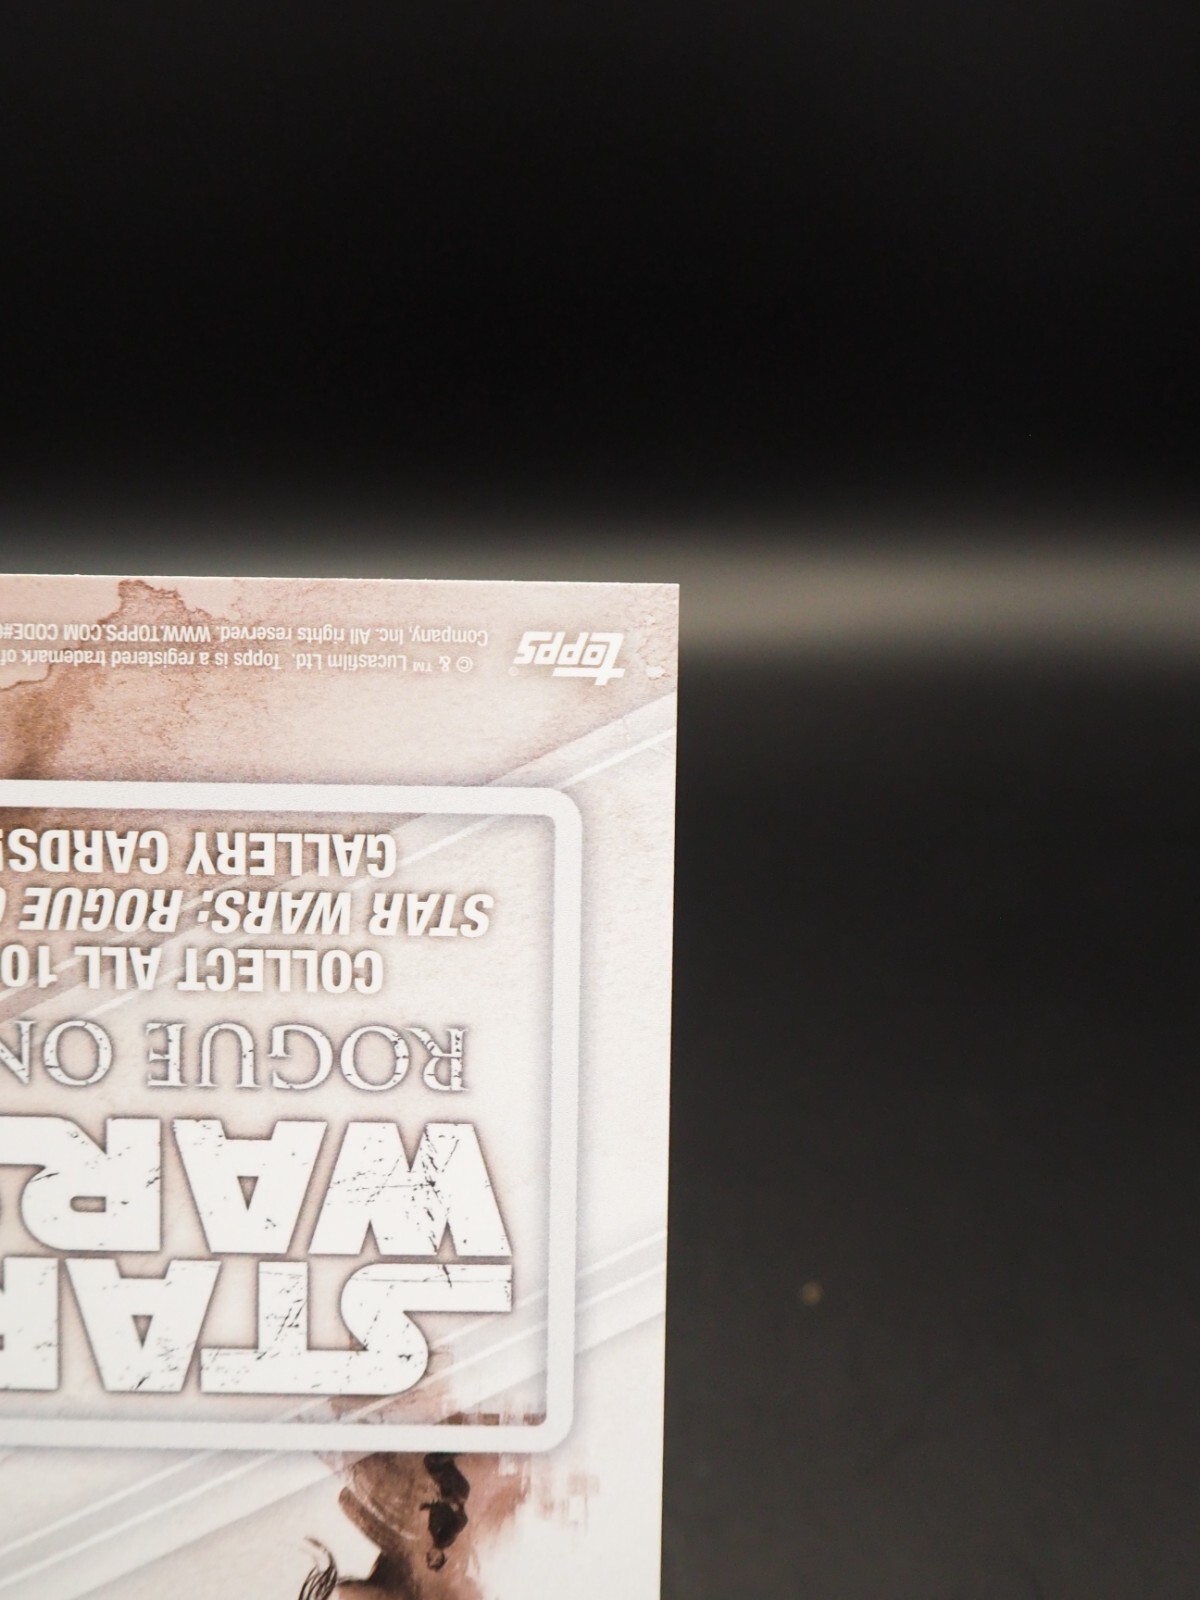 STAR
WAR
ROGUE ON
COLLECT ALL 10
STAR WARS: ROGUE
GALLERY CARDS!
© & ™ Lucasfilm Ltd. Topps is a registered trademark of
topps
Company, Inc. All rights reserved. WWW.TOPPS.COM CODE#